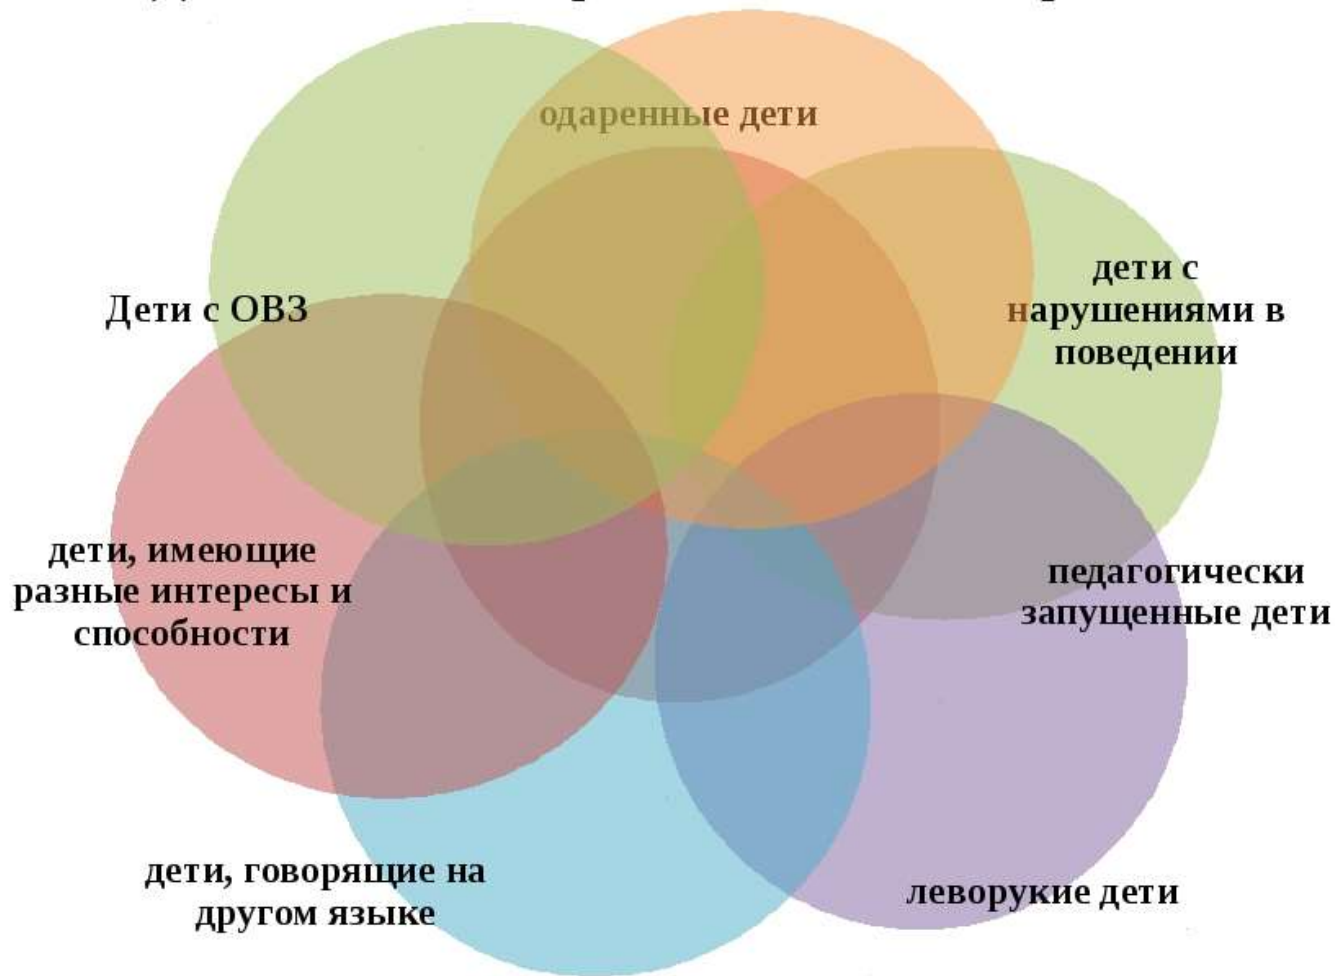 одаренные дети
дети с
нарушениями в
поведении
Дети с ОВЗ
дети, имеющие
разные интересы и
способности
педагогически
запущенные дети
дети, говорящие на
другом языке
леворукие дети